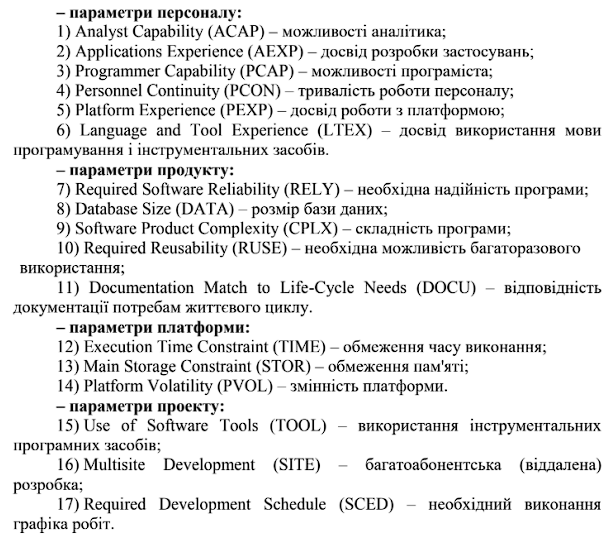 – параметри персоналу:
1) Analyst Capability (ACAP) – можливості аналітика;
2) Applications Experience (AEXP) – досвід розробки застосувань;
3) Programmer Capability (PCAP) – можливості програміста;
4) Personnel Continuity (PCON) – тривалість роботи персоналу;
5) Platform Experience (PEXP) – досвід роботи з платформою;
6) Language and Tool Experience (LTEX) – досвід використання мови
програмування і інструментальних засобів.
– параметри продукту:
7) Required Software Reliability (RELY) – необхідна надійність програми;
8) Database Size (DATA) – розмір бази даних;
9) Software Product Complexity (CPLX) – складність програми;
10) Required Reusability (RUSE) – необхідна можливість багаторазового
використання;
11) Documentation Match to Life-Cycle Needs (DOCU) – відповідність
документації потребам життєвого циклу.
– параметри платформи:
12) Execution Time Constraint (TIME) – обмеження часу виконання;
13) Main Storage Constraint (STOR) – обмеження пам'яті;
14) Platform Volatility (PVOL) – змінність платформи.
– параметри проекту:
15) Use of Software Tools (TOOL) – використання інструментальних
програмних засобів;
16) Multisite Development (SITE) – багатоабонентська (віддалена)
розробка;
17) Required Development Schedule (SCED) – необхідний виконання
графіка робіт.